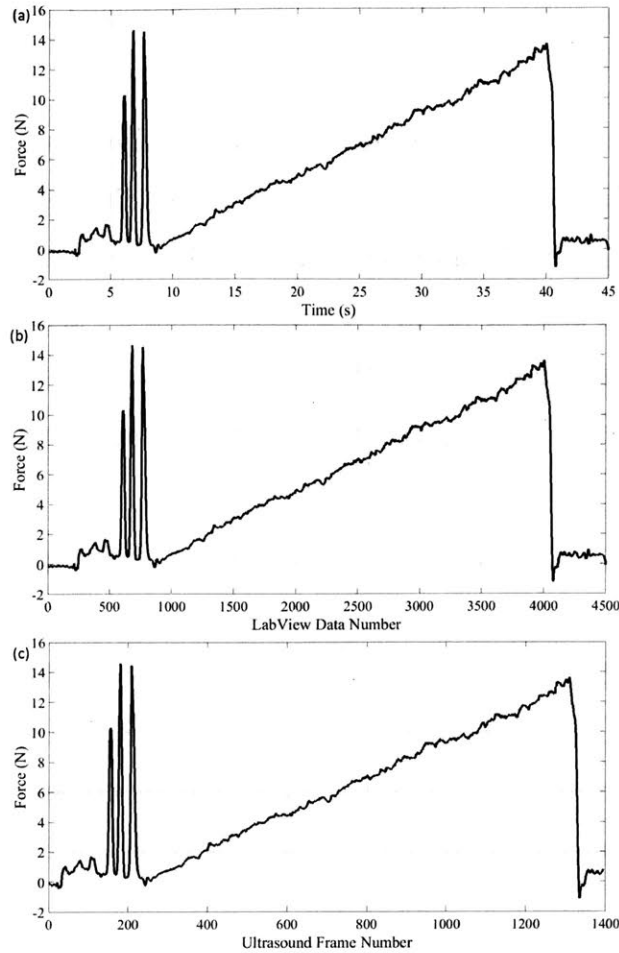 (a)
16
14
12
10
8
6
4
2
0
-2
Force (N)
0 5 10 15 20 25 30 35 40 45
Time (s)
(b)
16
14
12
10
8
6
4
2
0
-2
Force (N)
0 500 1000 1500 2000 2500 3000 3500 4000 4500
LabView Data Number
(c)
16
14
12
10
8
6
4
2
0
-2
Force (N)
0 200 400 600 800 1000 1200 1400
Ultrasound Frame Number